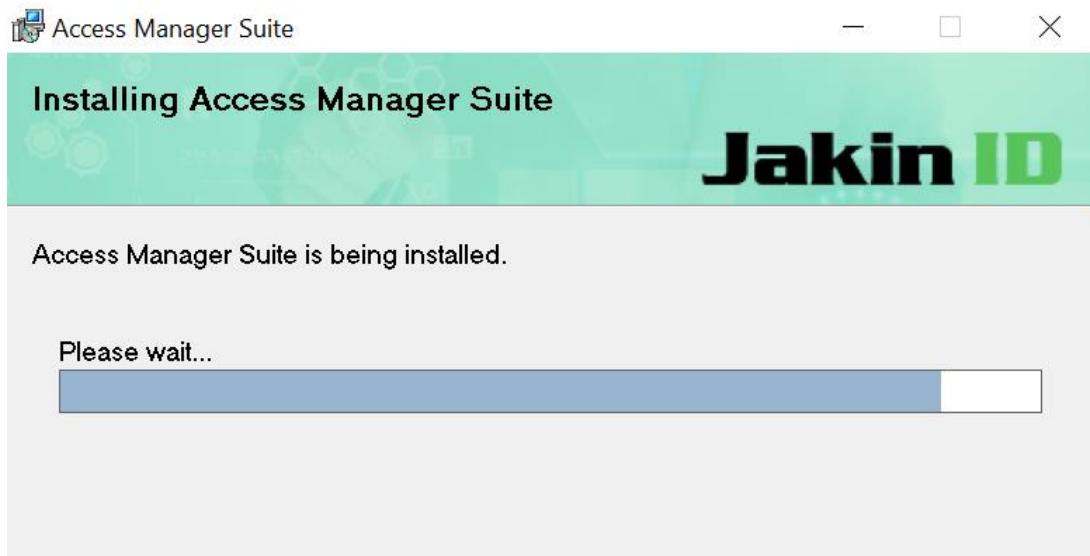 Access Manager Suite
Installing Access Manager Suite
Jakin ID
Access Manager Suite is being installed.
Please wait...